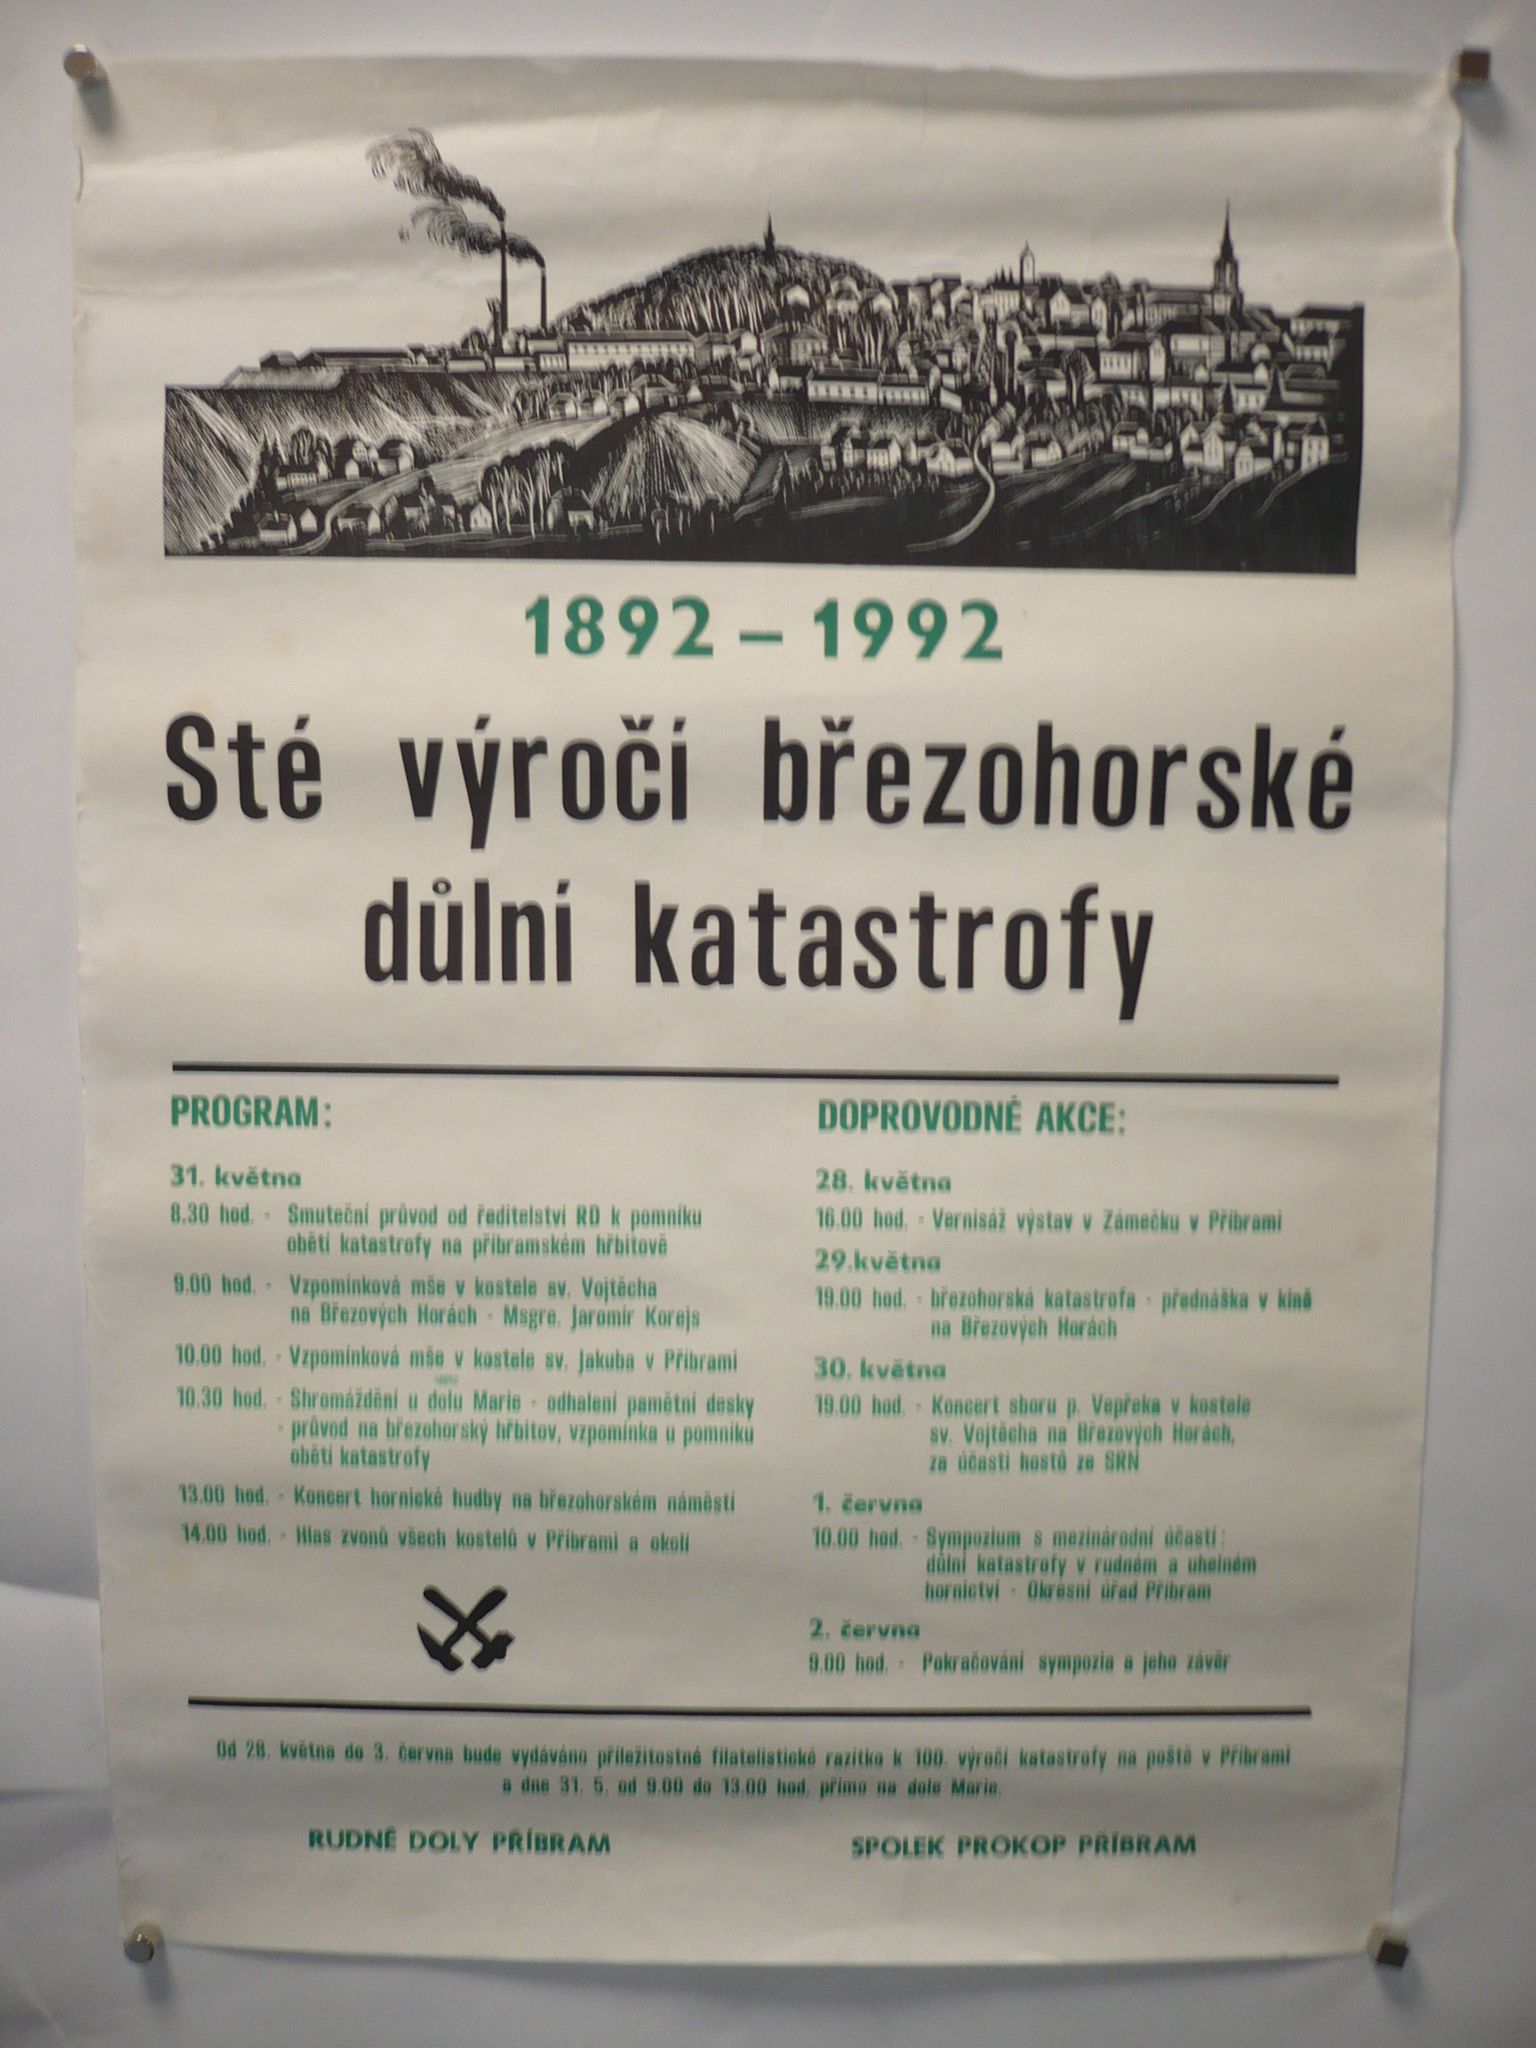 1892 – 1992
Sté výročí březohorské
důlní katastrofy
PROGRAM:
31. května
8.30 hod. - Smuteční průvod od ředitelství RD k pomníku
obětí katastrofy na příbramském hřbitově
9.00 hod. - Vzpomínková mše v kostele sv. Vojtěcha
na Březových Horách - Msgre. Jaromír Korejs
10.00 hod. - Vzpomínková mše v kostele sv. Jakuba v Příbrami
10.30 hod. - Shromáždění u dolu Marie - odhalení pamětní desky
- průvod na březohorský hřbitov, vzpomínka u pomníku
obětí katastrofy
13.00 hod. - Koncert hornické hudby na březohorském náměstí
14.00 hod. - Hlas zvonů všech kostelů v Příbrami a okolí
DOPROVODNÉ AKCE:
28. května
16.00 hod. - Vernisáž výstav v Zámečku v Příbrami
29.května
19.00 hod. - březohorská katastrofa - přednáška v kině
na Březových Horách
30. května
19.00 hod. - Koncert sboru p. Vepřeka v kostele
sv. Vojtěcha na Březových Horách,
za účasti hostů ze SRN
1. června
10.00 hod. - Sympozium s mezinárodní účastí:
důlní katastrofy v rudném a uhelném
hornictví - Okresní úřad Příbram
2. června
9.00 hod. - Pokračování sympozia a jeho závěr
Od 28. května do 3. června bude vydáváno příležitostné filatelistické razítko k 100. výročí katastrofy na poště v Příbrami
a dne 31. 5. od 9.00 do 13.00 hod. přímo na dole Marie.
RUDNÉ DOLY PŘÍBRAM
SPOLEK PROKOP PŘÍBRAM